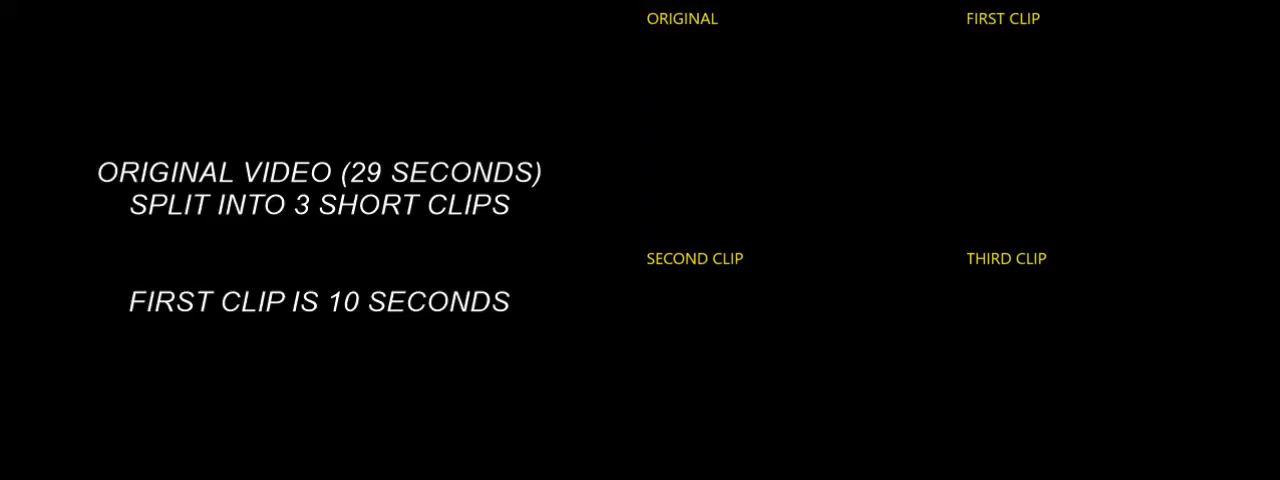 ORIGINAL VIDEO (29 SECONDS)
SPLIT INTO 3 SHORT CLIPS
FIRST CLIP IS 10 SECONDS
ORIGINAL
FIRST CLIP
SECOND CLIP
THIRD CLIP